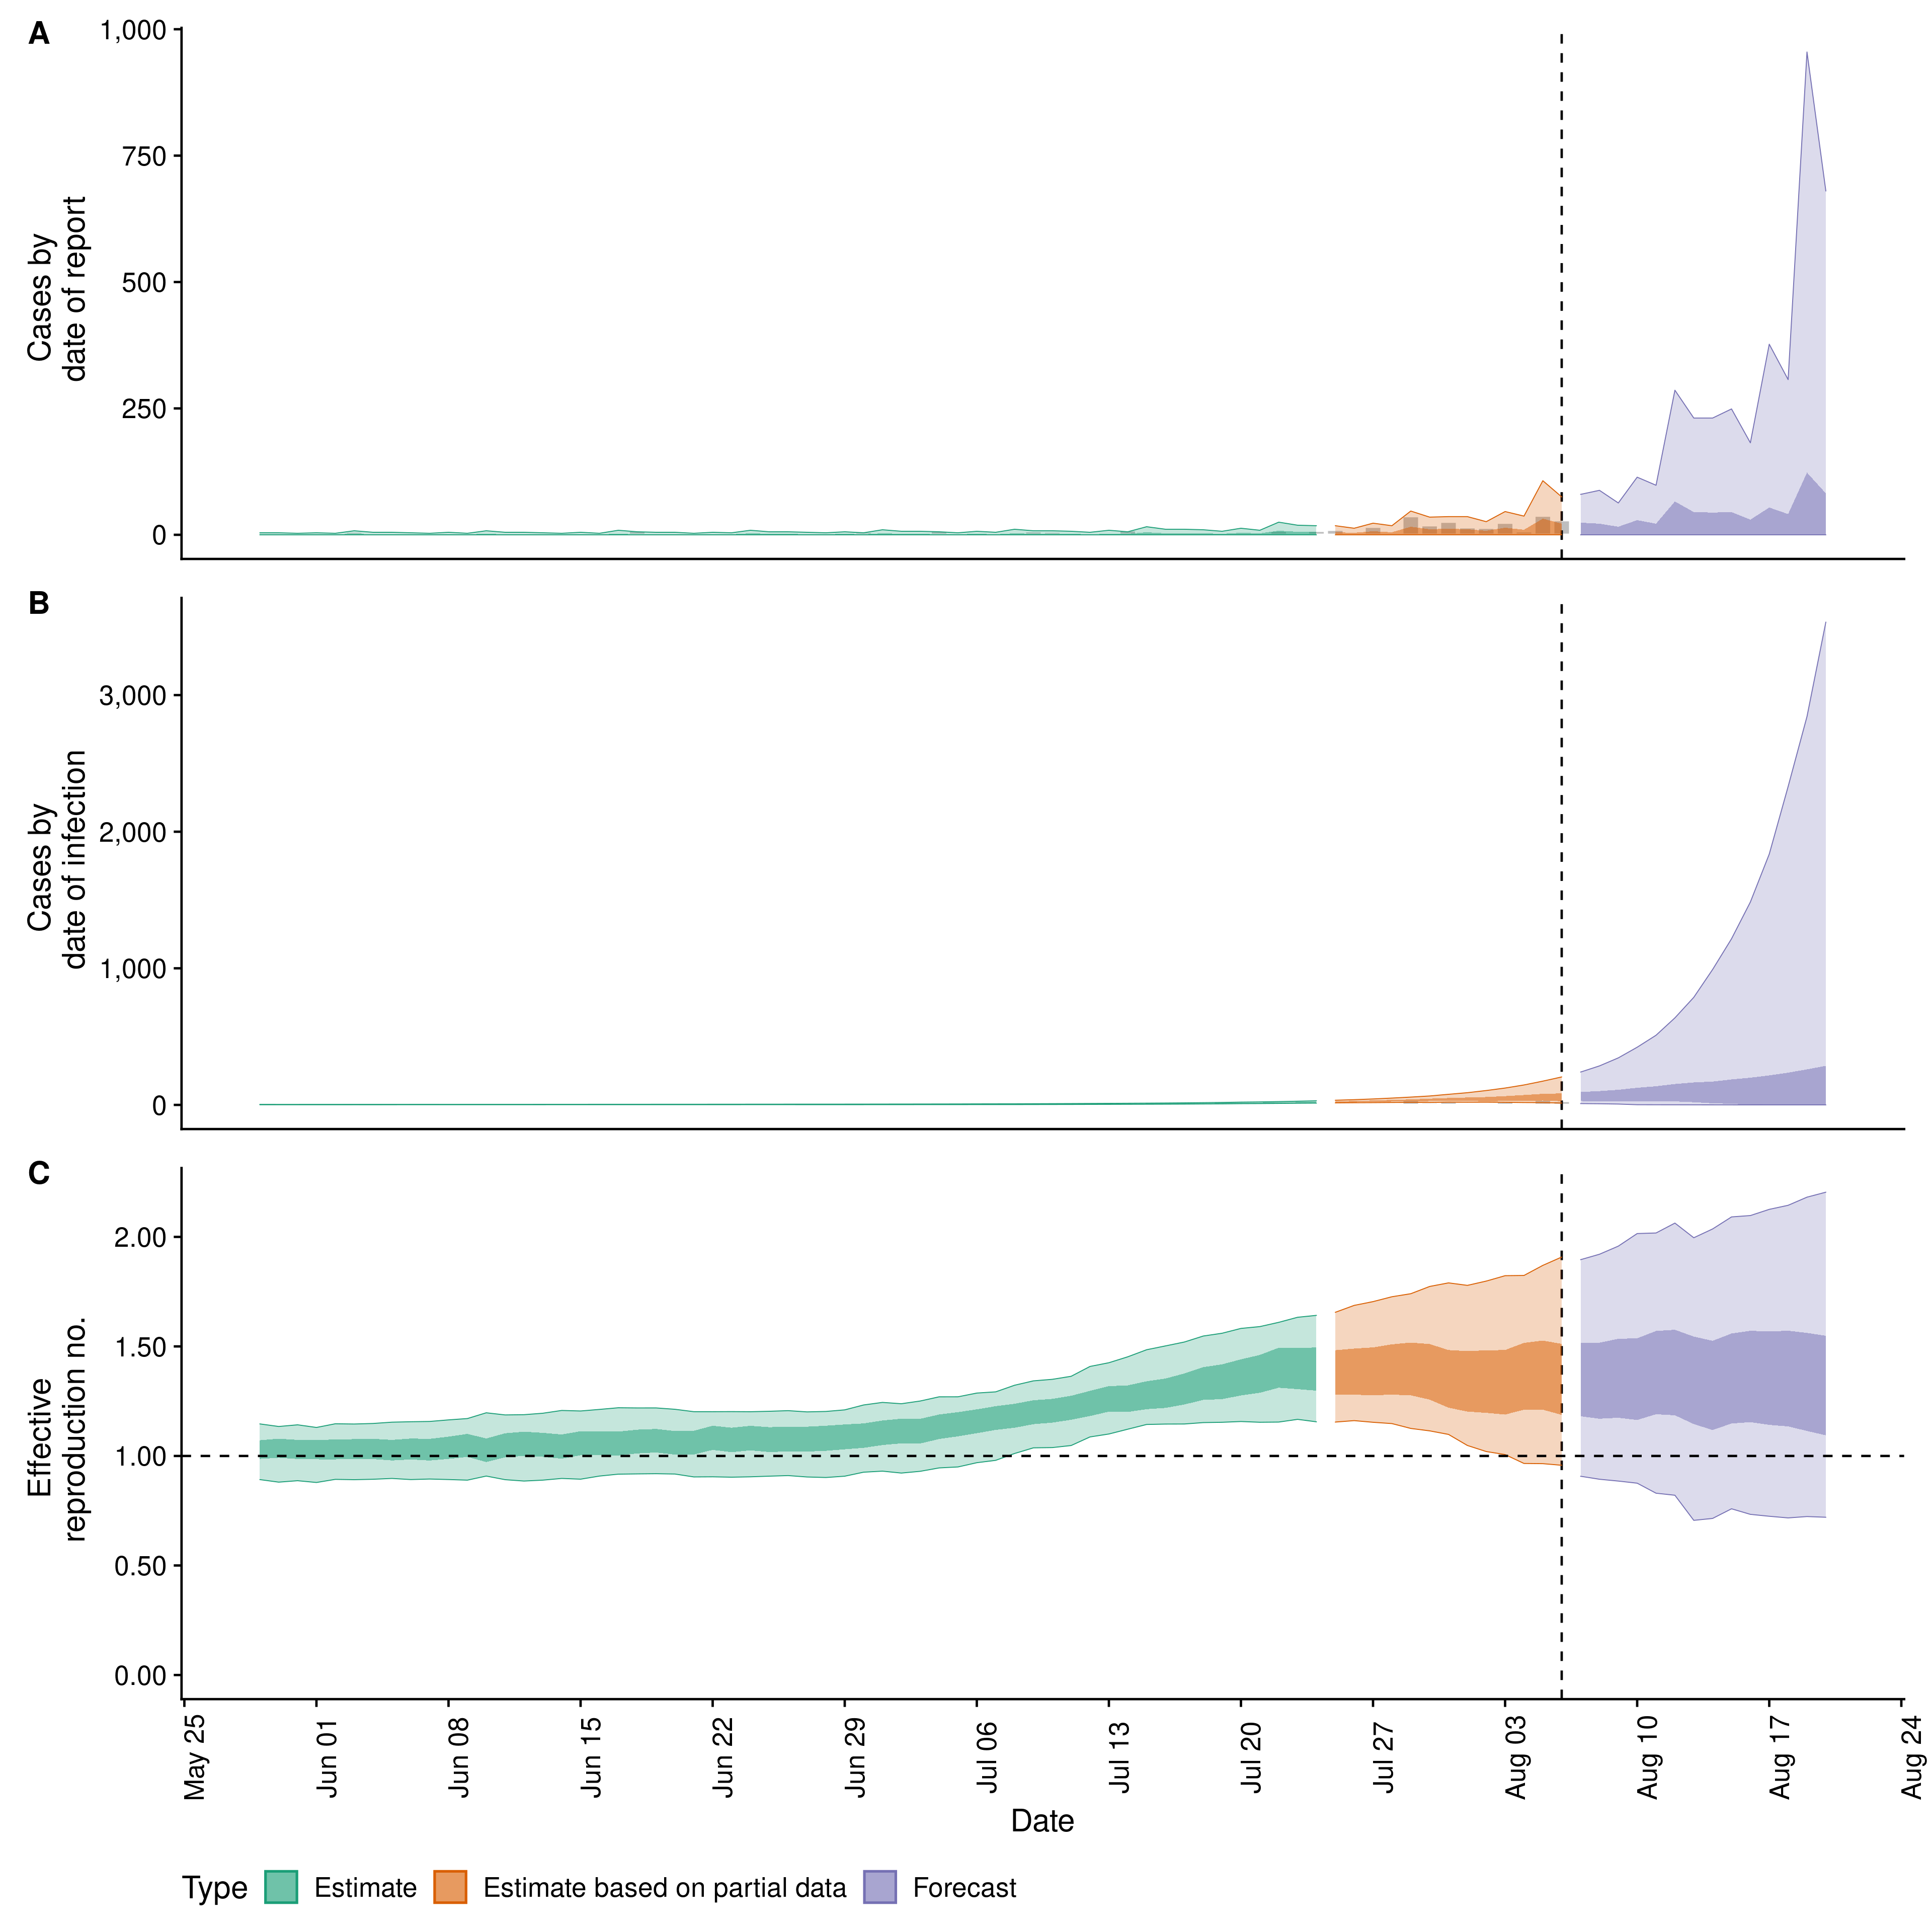 A
1,000
750
500
250
0
Cases by
date of report
B
3,000
2,000
1,000
0
Cases by
date of infection
C
2.00
1.50
1.00
0.50
0.00
Effective
reproduction no.
May 25
Jun 01
Jun 08
Jun 15
Jun 22
Jun 29
Jul 06
Jul 13
Jul 20
Jul 27
Aug 03
Aug 10
Aug 17
Aug 24
Date
Type Estimate Estimate based on partial data Forecast